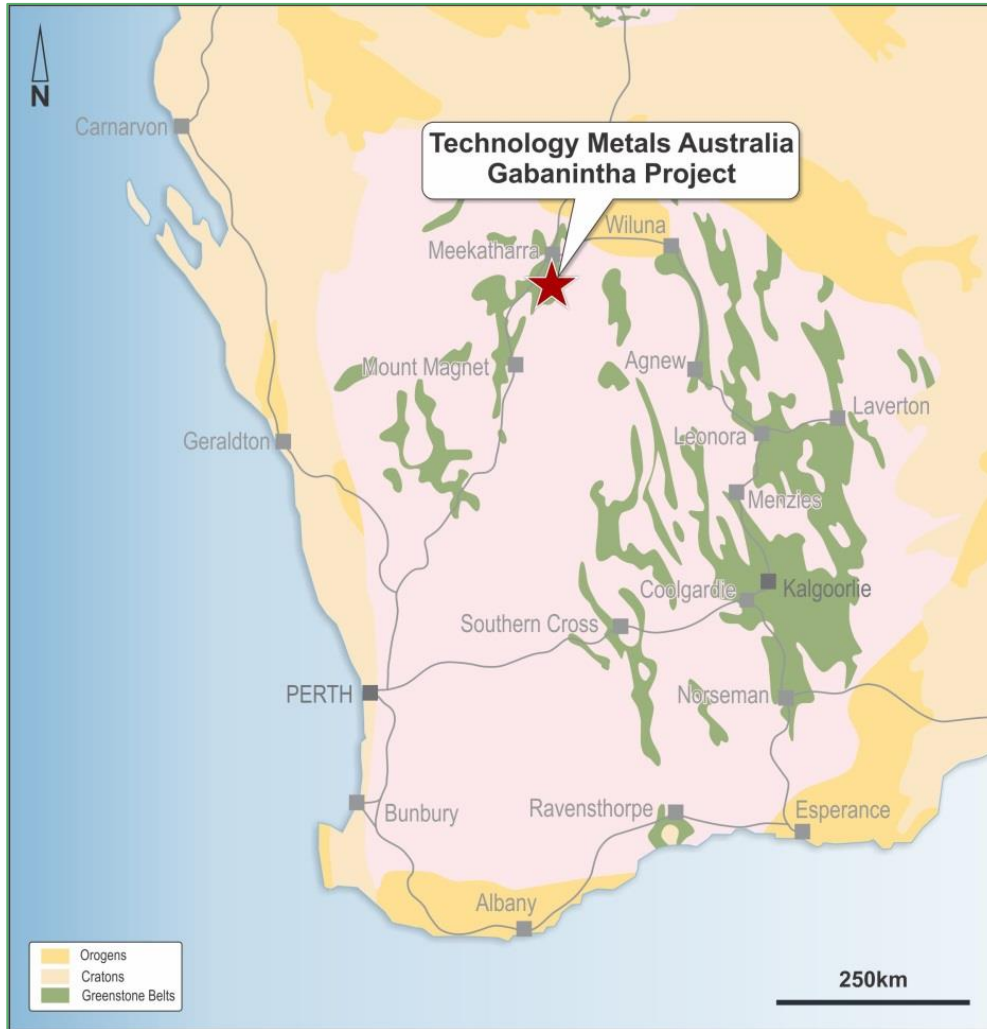 N
Carnarvon
Technology Metals Australia
Gabanintha Project
Wiluna
Meekatharra
Mount Magnet
Agnew
Laverton
Geraldton
Leonora
Menzies
Kalgoorlie
Coolgardie
Southern Cross
PERTH
Norseman
Bunbury
Ravensthorpe
Esperance
Albany
Orogens
Cratons
Greenstone Belts
250km